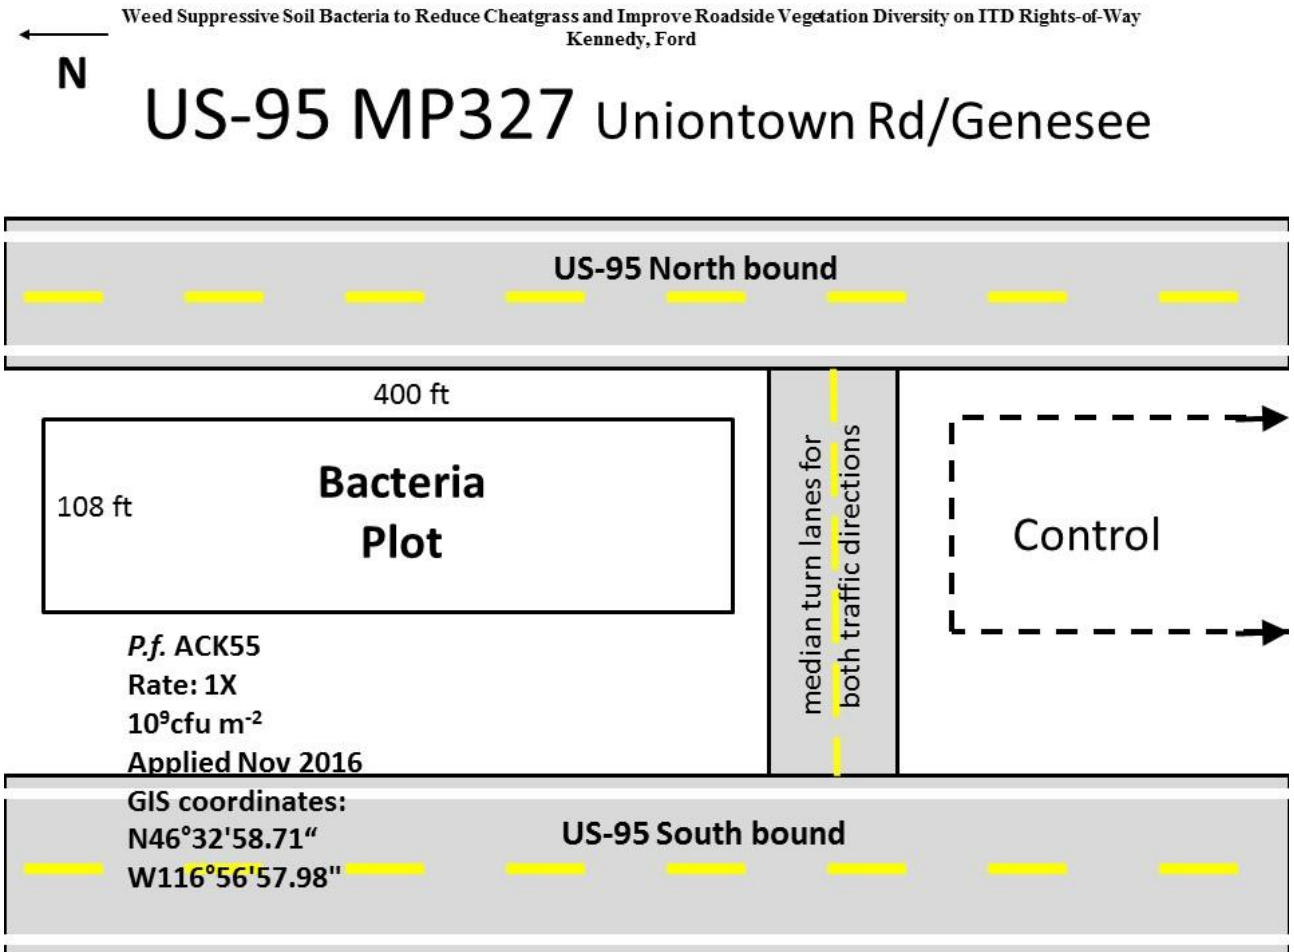 Weed Suppressive Soil Bacteria to Reduce Cheatgrass and Improve Roadside Vegetation Diversity on ITD Rights-of-Way
Kennedy, Ford
N
US-95 MP327 Uniontown Rd/Genesee
US-95 North bound
400 ft
108 ft
Bacteria
Plot
median turn lanes for
both traffic directions
Control
P.f. ACK55
Rate: 1X
10⁹cfu m⁻²
Applied Nov 2016
GIS coordinates:
N46°32'58.71“
W116°56'57.98"
US-95 South bound